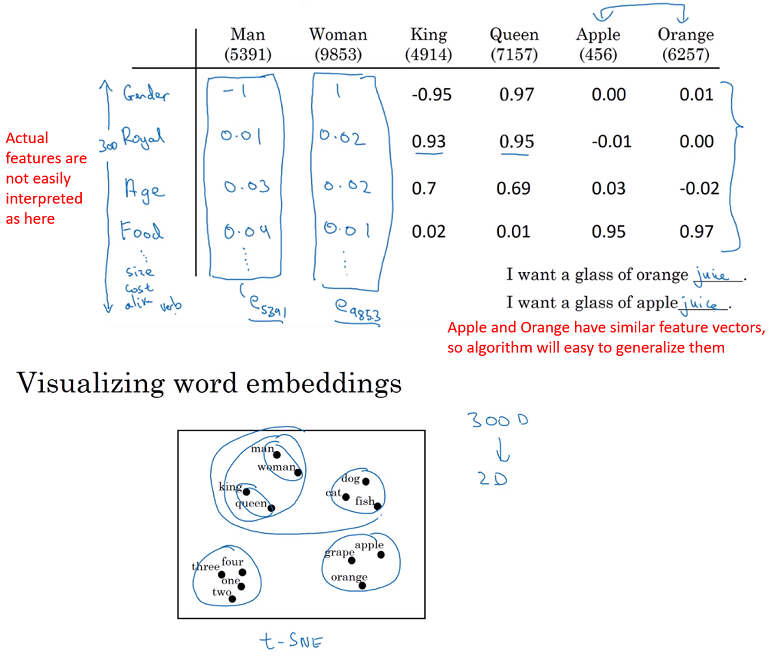 Man Woman King Queen Apple Orange
(5391) (9853) (4914) (7157) (456) (6257)
Gender -1 1 -0.95 0.97 0.00 0.01
300 Royal 0.01 0.02 0.93 0.95 -0.01 0.00
Age 0.03 0.02 0.7 0.69 0.03 -0.02
Food 0.04 0.01 0.02 0.01 0.95 0.97
Actual
features are
not easily
interpreted
as here
size
cost
alive verb
e5391 e9853
I want a glass of orange juice.
I want a glass of apple juice.
Apple and Orange have similar feature vectors,
so algorithm will easy to generalize them
Visualizing word embeddings
300D
2D
man
woman
king
queen
dog
cat
fish
three
four
one
two
grape
apple
orange
t-SNE